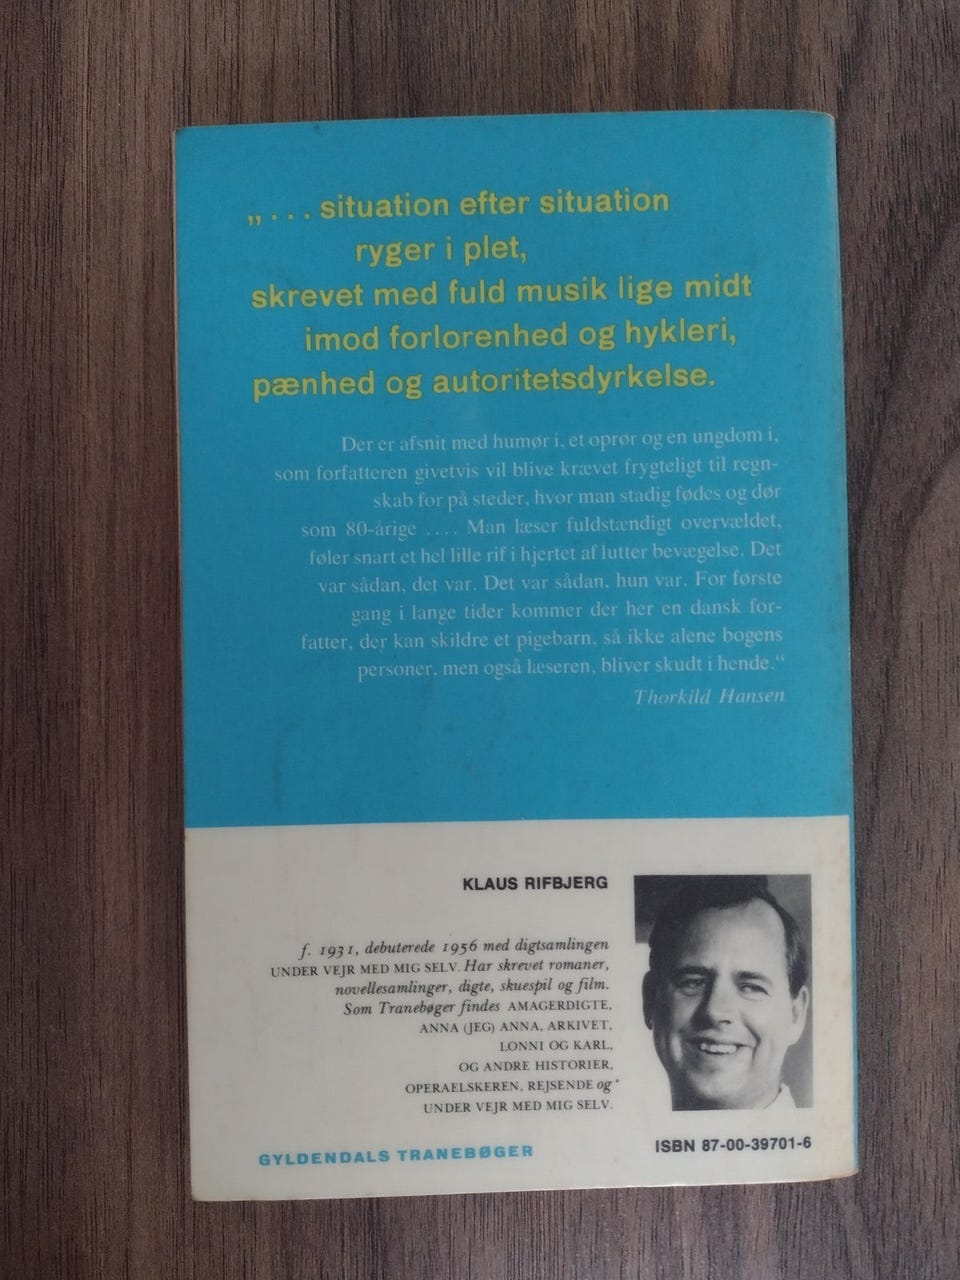 „... situation efter situation
ryger i plet,
skrevet med fuld musik lige midt
imod forlorenhed og hykleri,
pænhed og autoritetsdyrkelse.
Der er afsnit med humør i, et oprør og en ungdom i,
som forfatteren givetvis vil blive krævet frygteligt til regn-
skab for på steder, hvor man stadig fødes og dør
som 80-årige .... Man læser fuldstændigt overvældet,
føler snart et hel lille rif i hjertet af lutter bevægelse. Det
var sådan, det var. Det var sådan, hun var. For første
gang i lange tider kommer der her en dansk for-
fatter, der kan skildre et pigebarn, så ikke alene bogens
personer, men også læseren, bliver skudt i hende.“
Thorkild Hansen
KLAUS RIFBJERG
f. 1931, debuterede 1956 med digtsamlingen
UNDER VEJR MED MIG SELV. Har skrevet romaner,
novellesamlinger, digte, skuespil og film.
Som Tranebøger findes AMAGERDIGTE,
ANNA (JEG) ANNA, ARKIVET,
LONNI OG KARL,
OG ANDRE HISTORIER,
OPERAELSKEREN, REJSENDE og
UNDER VEJR MED MIG SELV.
GYLDENDALS TRANEBØGER
ISBN 87-00-39701-6